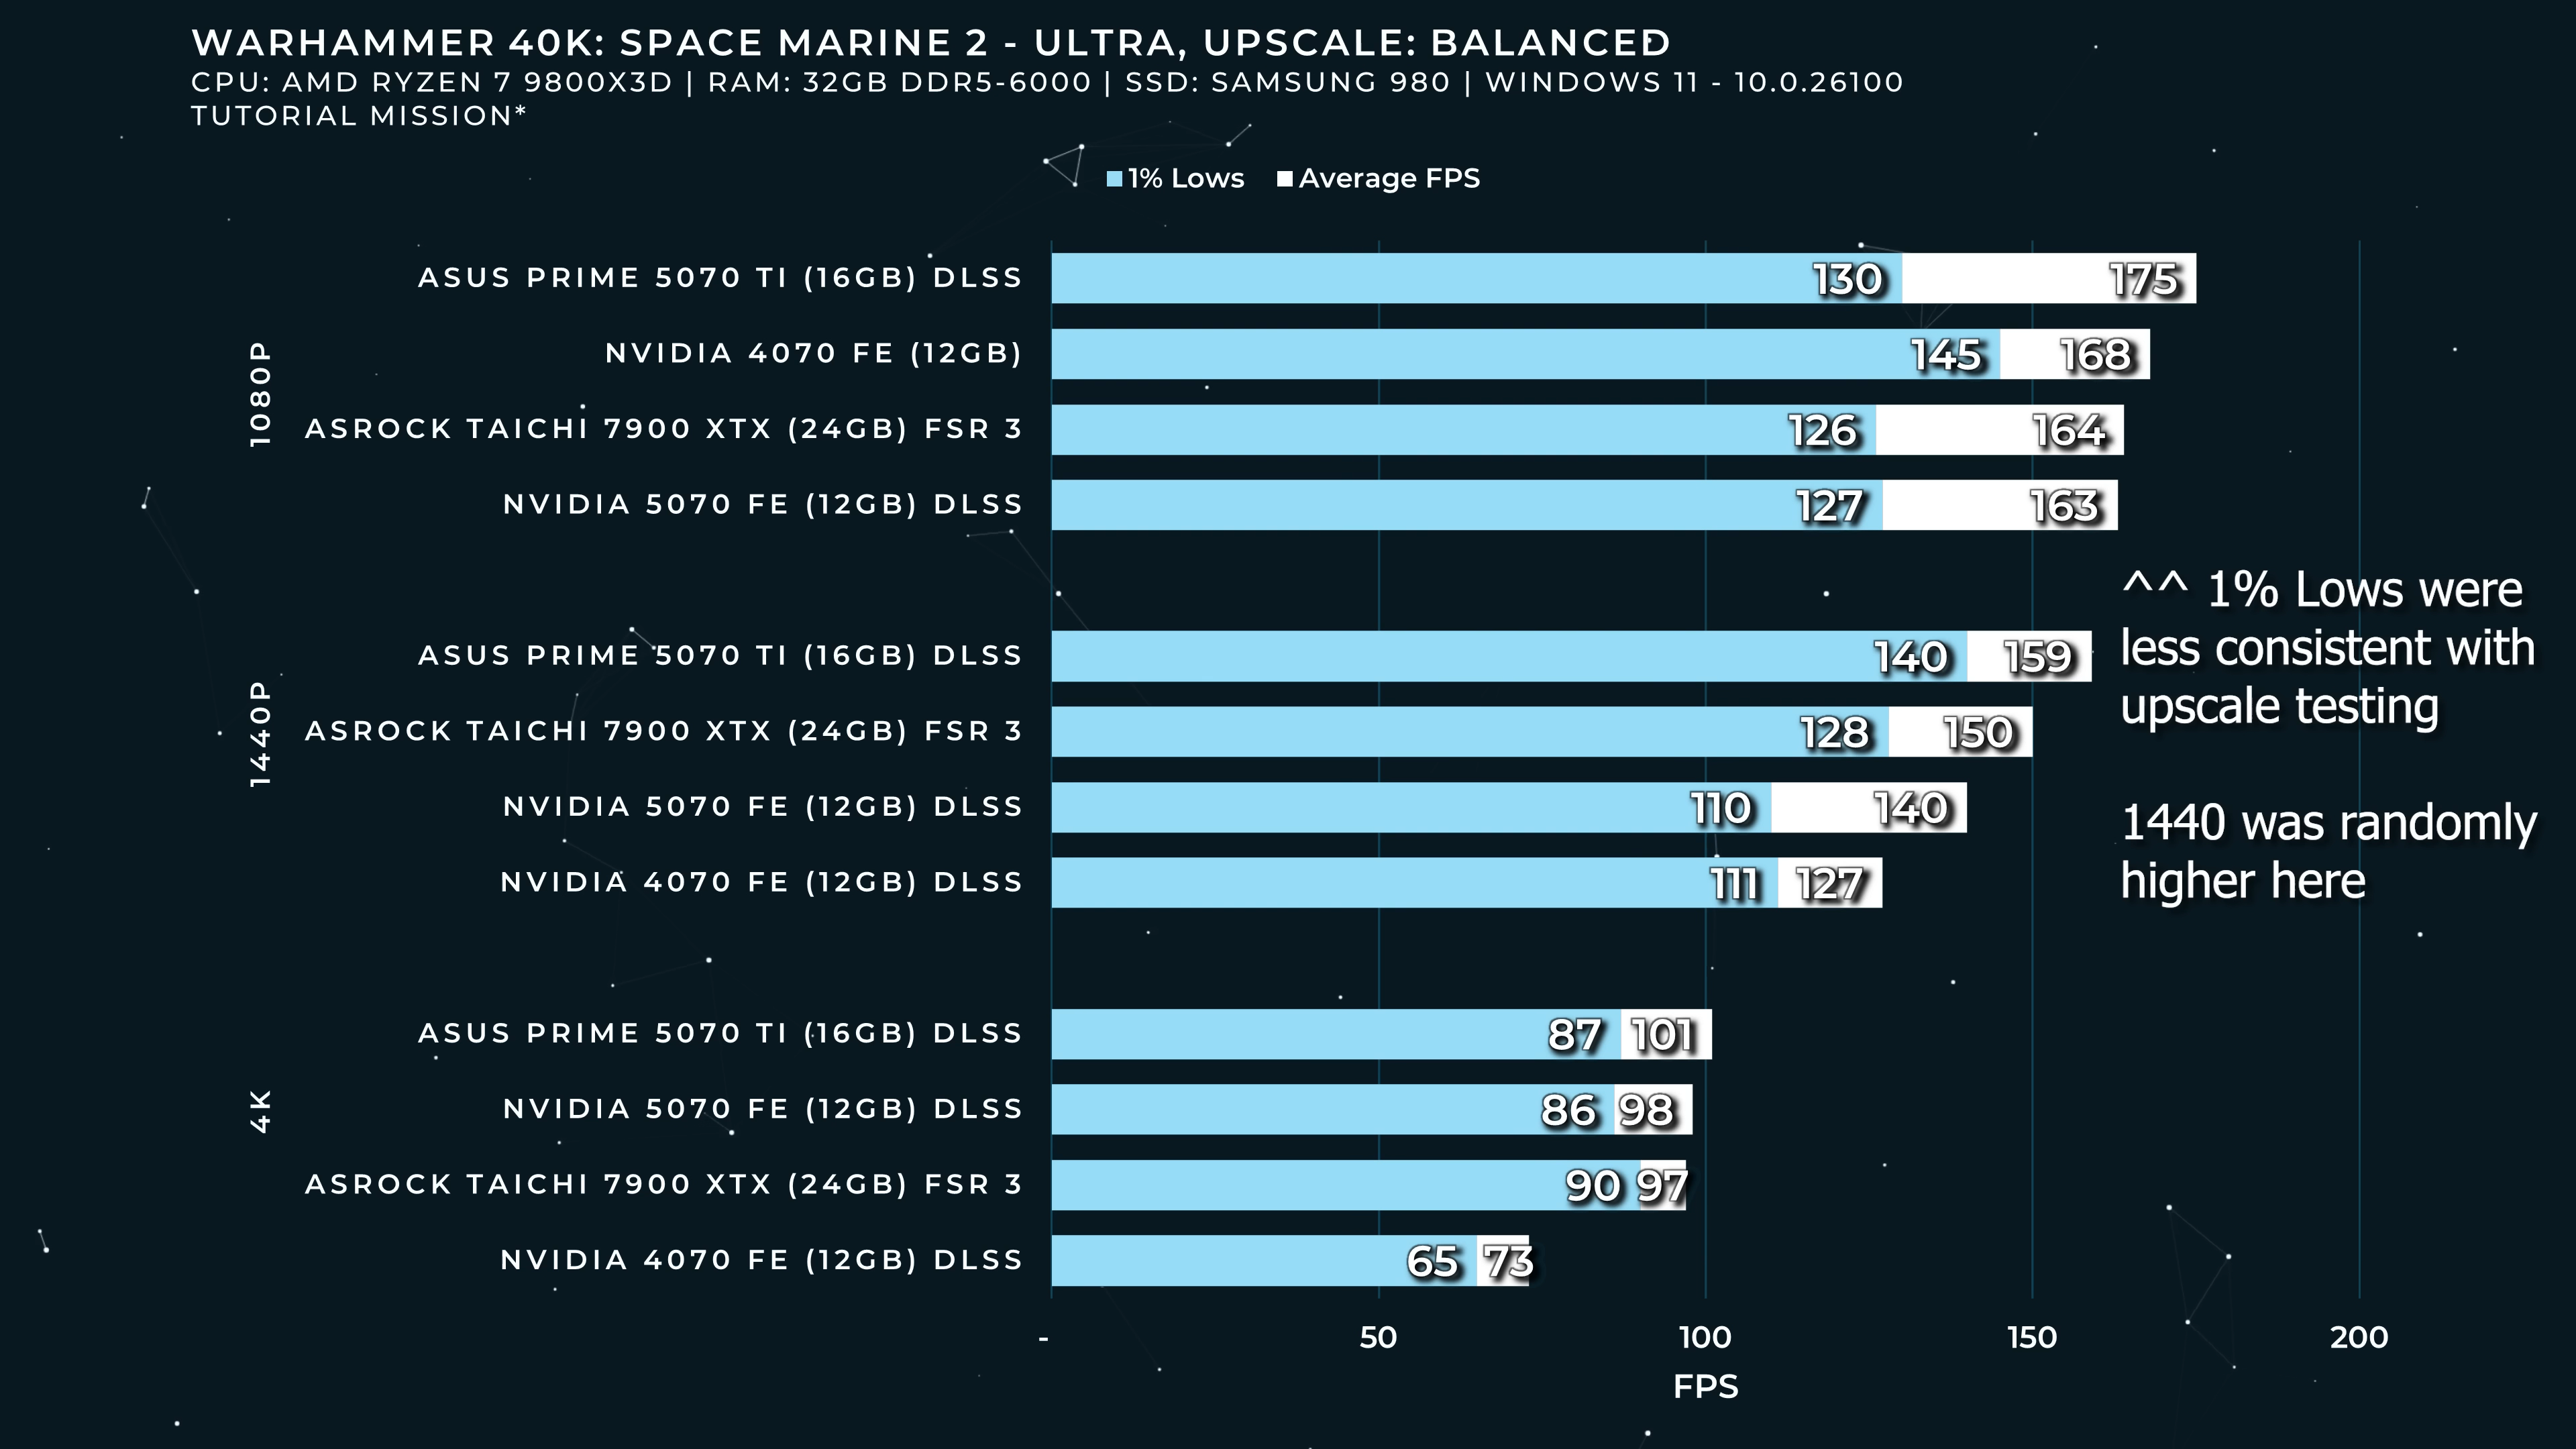 WARHAMMER 40K: SPACE MARINE 2 - ULTRA, UPSCALE: BALANCED
CPU: AMD RYZEN 7 9800X3D | RAM: 32GB DDR5-6000 | SSD: SAMSUNG 980 | WINDOWS 11 - 10.0.26100
TUTORIAL MISSION*
1% Lows Average FPS
1080P
ASUS PRIME 5070 TI (16GB) DLSS 130 175
NVIDIA 4070 FE (12GB) 145 168
ASROCK TAICHI 7900 XTX (24GB) FSR 3 126 164
NVIDIA 5070 FE (12GB) DLSS 127 163
^^ 1% Lows were
less consistent with
upscale testing
1440P
ASUS PRIME 5070 TI (16GB) DLSS 140 159
ASROCK TAICHI 7900 XTX (24GB) FSR 3 128 150
NVIDIA 5070 FE (12GB) DLSS 110 140
NVIDIA 4070 FE (12GB) DLSS 111 127
1440 was randomly
higher here
4K
ASUS PRIME 5070 TI (16GB) DLSS 87 101
NVIDIA 5070 FE (12GB) DLSS 86 98
ASROCK TAICHI 7900 XTX (24GB) FSR 3 90 97
NVIDIA 4070 FE (12GB) DLSS 65 73
- 50 100 150 200
FPS